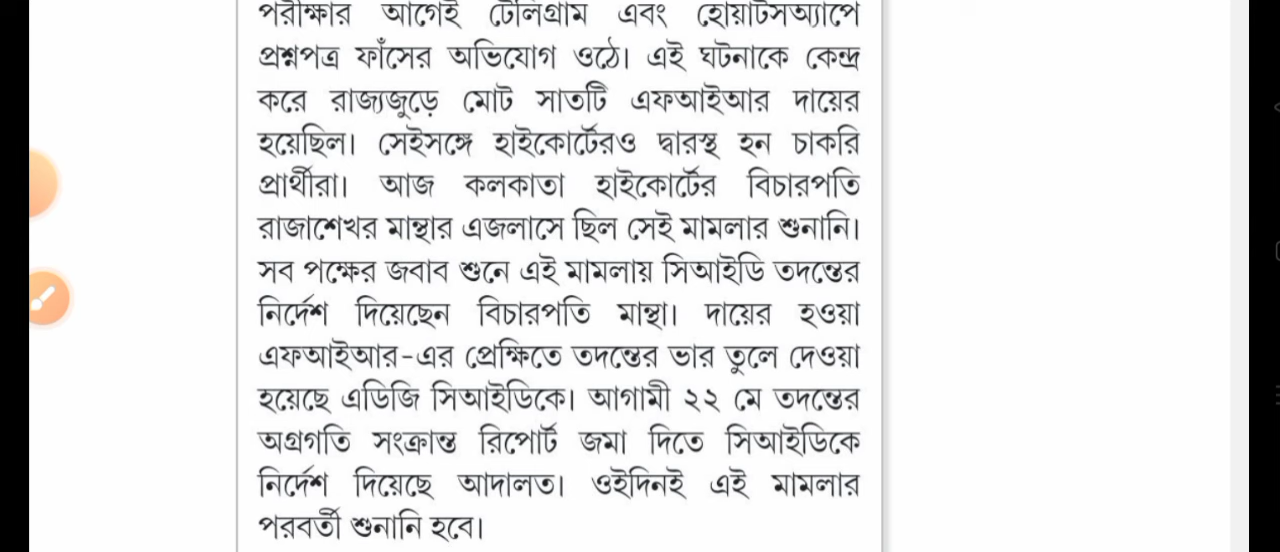 পরীক্ষার আগেই টেলিগ্রাম এবং হোয়াটসঅ্যাপে
প্রশ্নপত্র ফাঁসের অভিযোগ ওঠে। এই ঘটনাকে কেন্দ্র
করে রাজ্যজুড়ে মোট সাতটি এফআইআর দায়ের
হয়েছিল। সেইসঙ্গে হাইকোর্টেরও দ্বারস্থ হন চাকরি
প্রার্থীরা। আজ কলকাতা হাইকোর্টের বিচারপতি
রাজাশেখর মান্থার এজলাসে ছিল সেই মামলার শুনানি।
সব পক্ষের জবাব শুনে এই মামলায় সিআইডি তদন্তের
নির্দেশ দিয়েছেন বিচারপতি মান্থা। দায়ের হওয়া
এফআইআর-এর প্রেক্ষিতে তদন্তের ভার তুলে দেওয়া
হয়েছে এডিজি সিআইডিকে। আগামী ২২ মে তদন্তের
অগ্রগতি সংক্রান্ত রিপোর্ট জমা দিতে সিআইডিকে
নির্দেশ দিয়েছে আদালত। ওইদিনই এই মামলার
পরবর্তী শুনানি হবে।